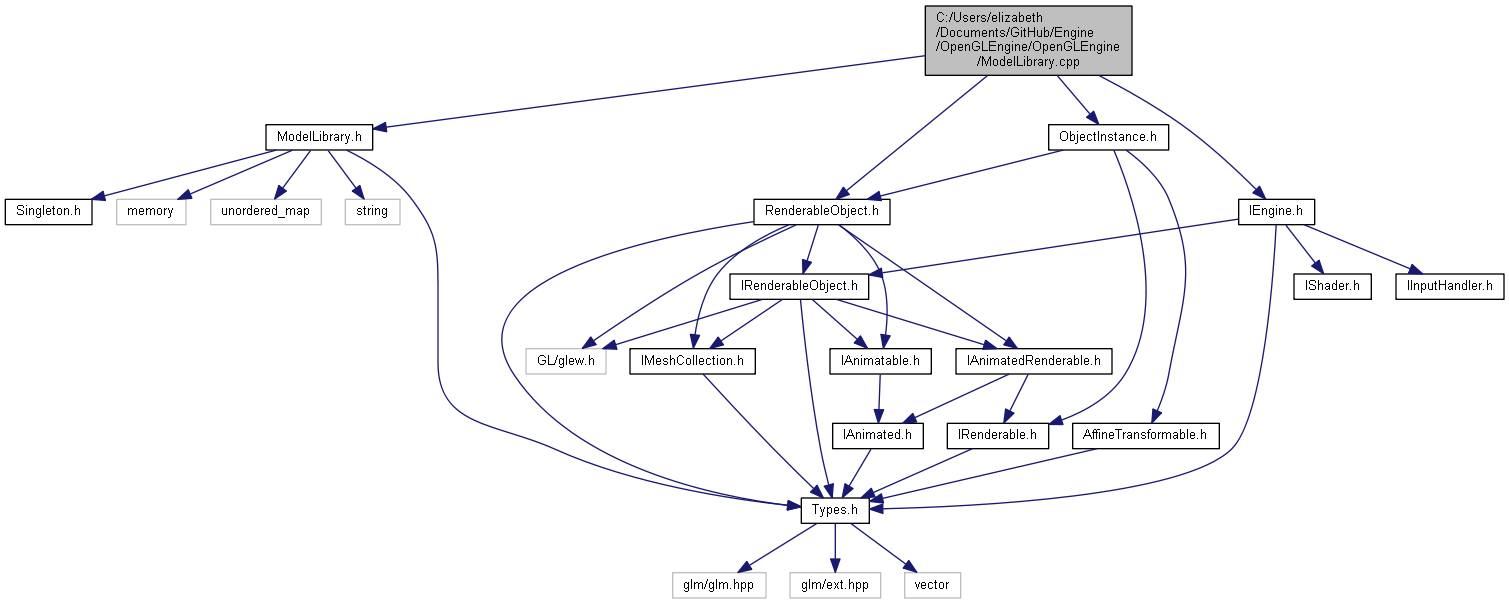 C:/Users/elizabeth
/Documents/GitHub/Engine
/OpenGLEngine/OpenGLEngine
/ModelLibrary.cpp
ModelLibrary.h
ObjectInstance.h
Singleton.h
memory
unordered_map
string
RenderableObject.h
IEngine.h
IRenderableObject.h
IShader.h
IInputHandler.h
GL/glew.h
IMeshCollection.h
IAnimatable.h
IAnimatedRenderable.h
IAnimated.h
IRenderable.h
AffineTransformable.h
Types.h
glm/glm.hpp
glm/ext.hpp
vector